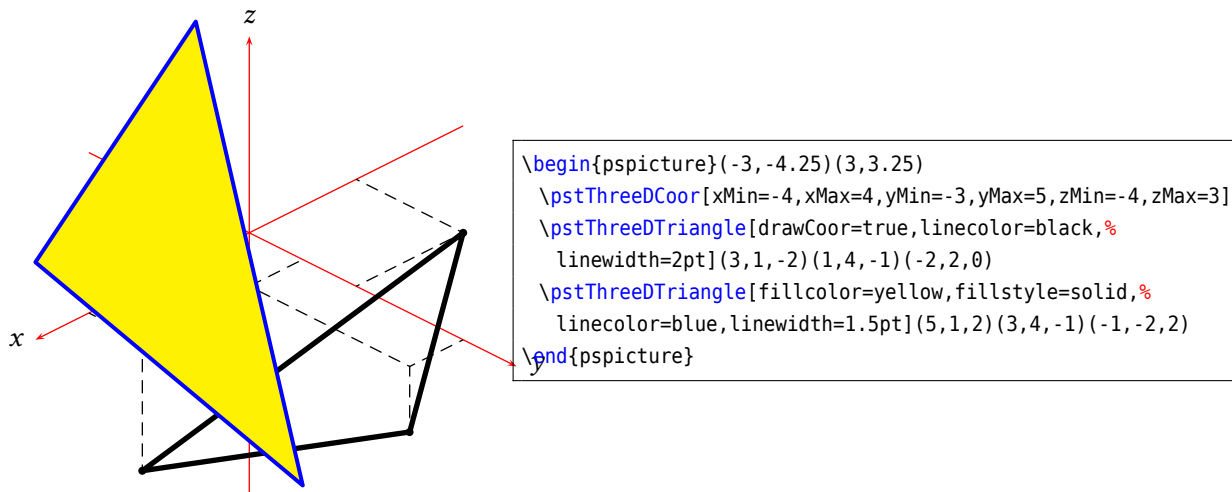 z
x
y
\begin{pspicture}(-3,-4.25)(3,3.25)
\pstThreeDCoor[xMin=-4,xMax=4,yMin=-3,yMax=5,zMin=-4,zMax=3]
\pstThreeDTriangle[drawCoor=true,linecolor=black,%
linewidth=2pt](3,1,-2)(1,4,-1)(-2,2,0)
\pstThreeDTriangle[fillcolor=yellow,fillstyle=solid,%
linecolor=blue,linewidth=1.5pt](5,1,2)(3,4,-1)(-1,-2,2)
\end{pspicture}